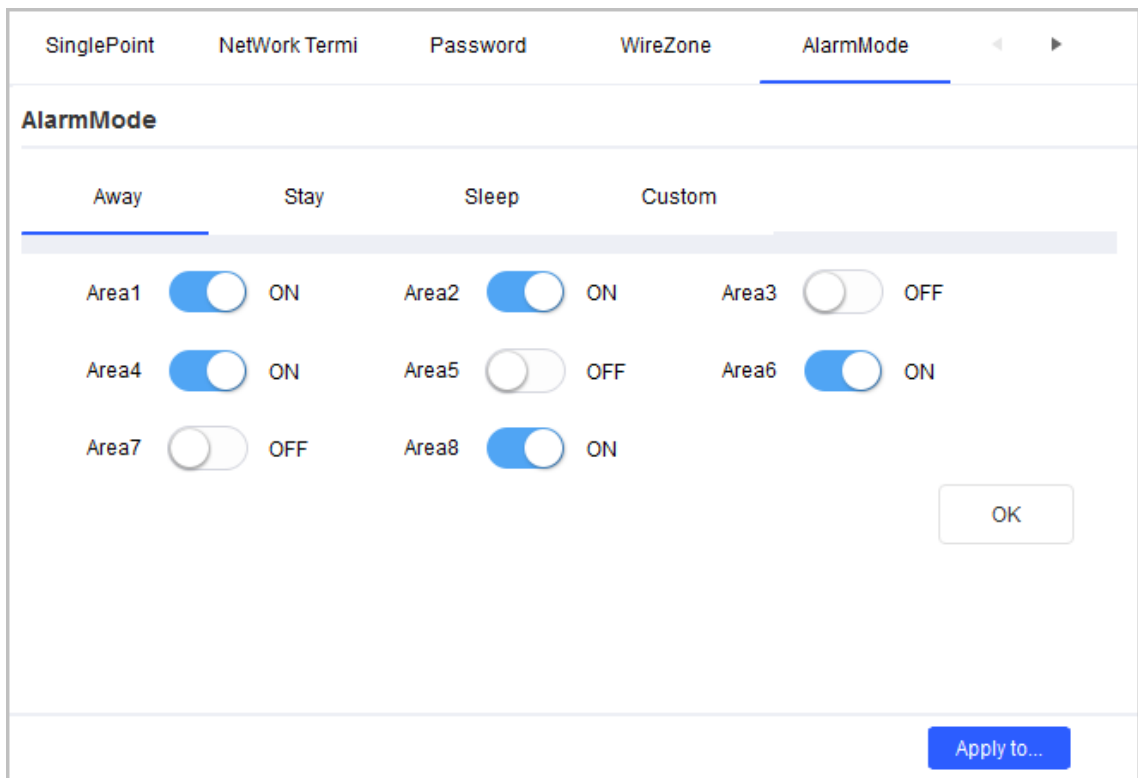 SinglePoint NetWork Termi Password WireZone AlarmMode
AlarmMode
Away Stay Sleep Custom
Area1 ON Area2 ON Area3 OFF
Area4 ON Area5 OFF Area6 ON
Area7 OFF Area8 ON
OK
Apply to...